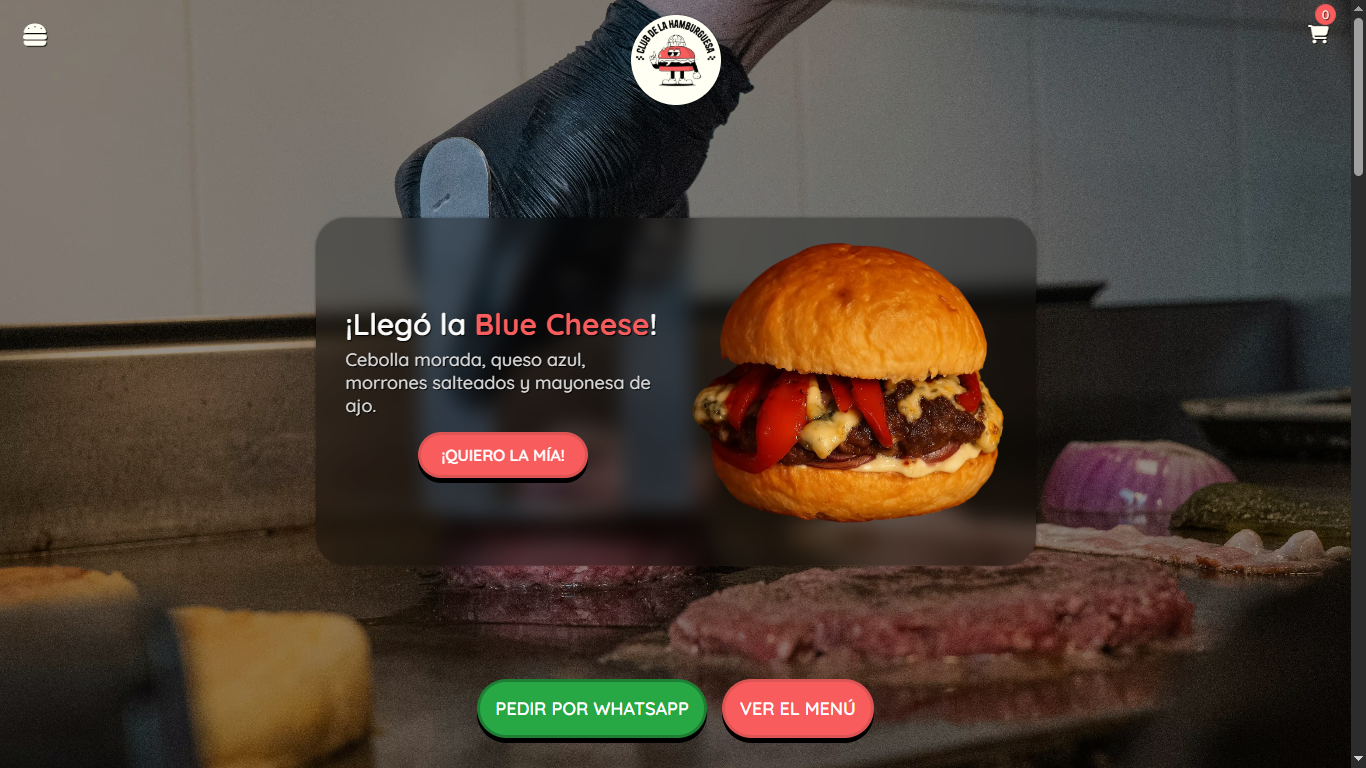 CLUB DE LA HAMBURGUESA
0
¡Llegó la Blue Cheese!
Cebolla morada, queso azul,
morrones salteados y mayonesa de
ajo.
¡QUIERO LA MÍA!
PEDIR POR WHATSAPP
VER EL MENÚ